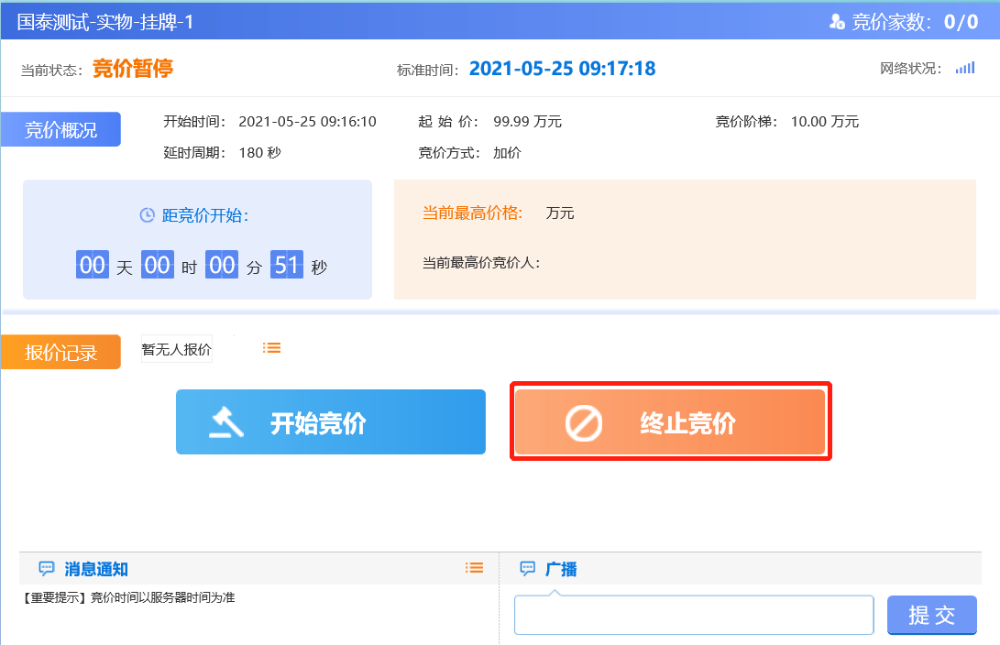 国泰测试-实物-挂牌-1 竞价家数： 0/0
当前状态： 竞价暂停 标准时间： 2021-05-25 09:17:18 网络状况：
竞价概况 开始时间： 2021-05-25 09:16:10 起 始 价： 99.99 万元 竞价阶梯： 10.00 万元
延时周期： 180 秒 竞价方式： 加价
距竞价开始：
00 天 00 时 00 分 51 秒
当前最高价格: 万元
当前最高价竞价人：
报价记录 暂无人报价
开始竞价 终止竞价
消息通知 广播
【重要提示】竞价时间以服务器时间为准
提 交